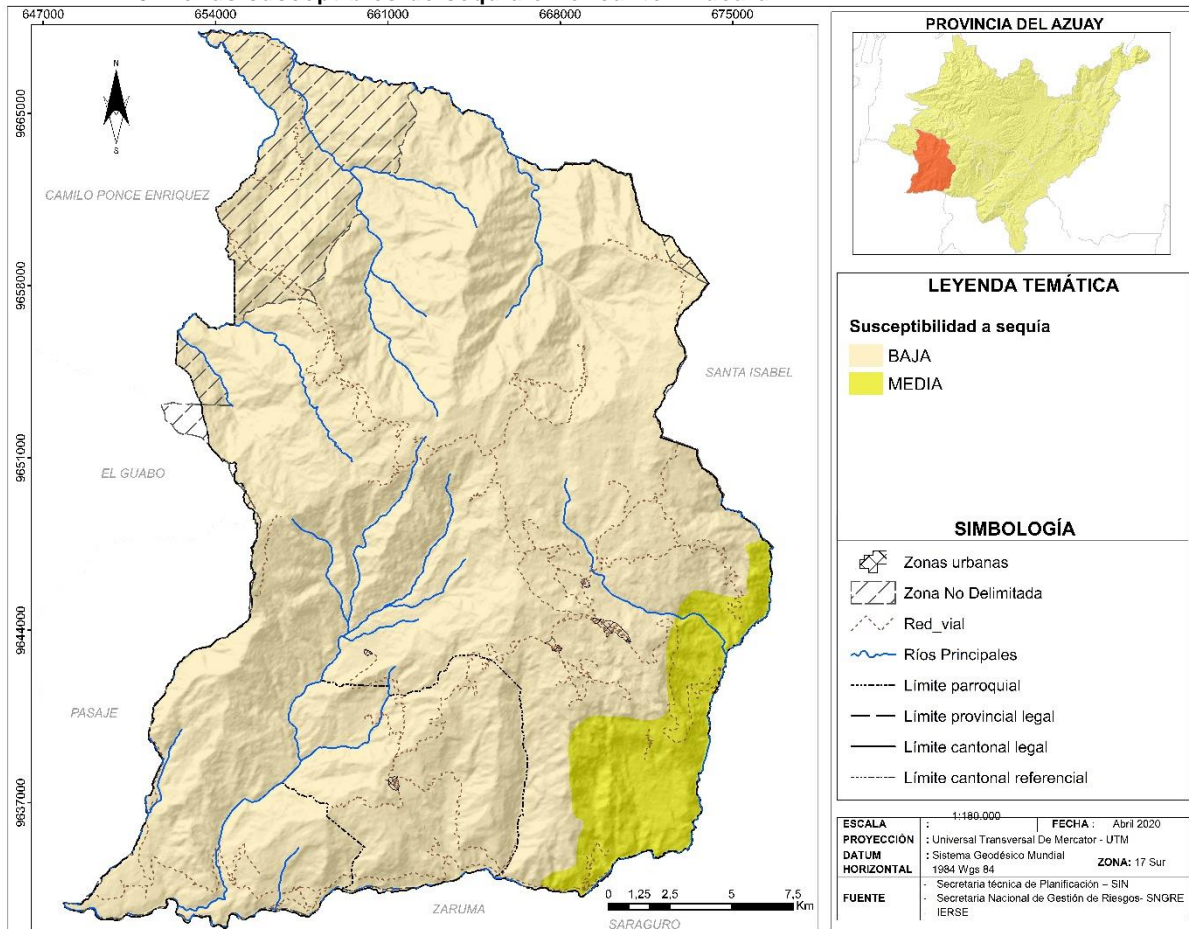 647000 654000 661000 668000 675000
9665000
9658000
9651000
9644000
9637000
N
S
CAMILO PONCE ENRIQUEZ
SANTA ISABEL
EL GUABO
PASAJE
ZARUMA
SARAGURO
0 1,25 2,5 5 7,5
Km
PROVINCIA DEL AZUAY
LEYENDA TEMÁTICA
Susceptibilidad a sequía
BAJA
MEDIA
SIMBOLOGÍA
Zonas urbanas
Zona No Delimitada
Red_vial
Ríos Principales
Límite parroquial
Límite provincial legal
Límite cantonal legal
Límite cantonal referencial
ESCALA : 1:180.000 FECHA : Abril 2020
PROYECCIÓN : Universal Transversal De Mercator - UTM
DATUM HORIZONTAL : Sistema Geodésico Mundial 1984 Wgs 84 ZONA: 17 Sur
FUENTE - Secretaria técnica de Planificación – SIN
- Secretaria Nacional de Gestión de Riesgos- SNGRE
IERSE